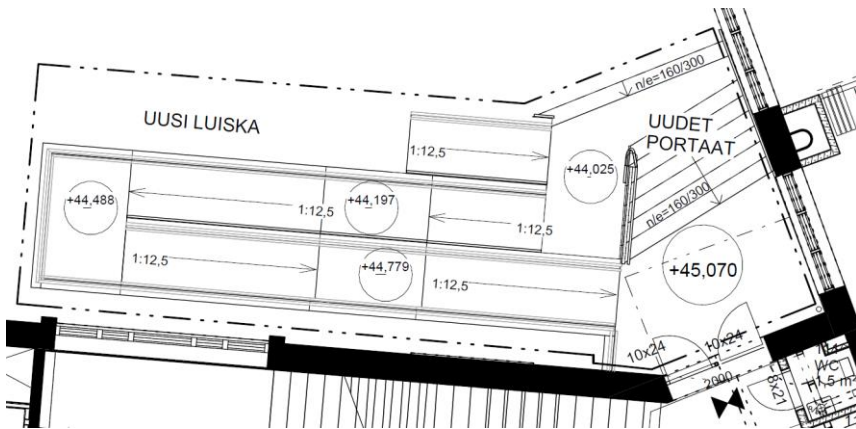 n/e=160/300
UUSI LUISKA
UUDET
PORTAAT
1:12,5
+44,025
+44,488
1:12,5
+44,197
1:12,5
n/e=160/300
1:12,5
+44,779
1:12,5
+45,070
10x24
10x24
2000
8x21
WC